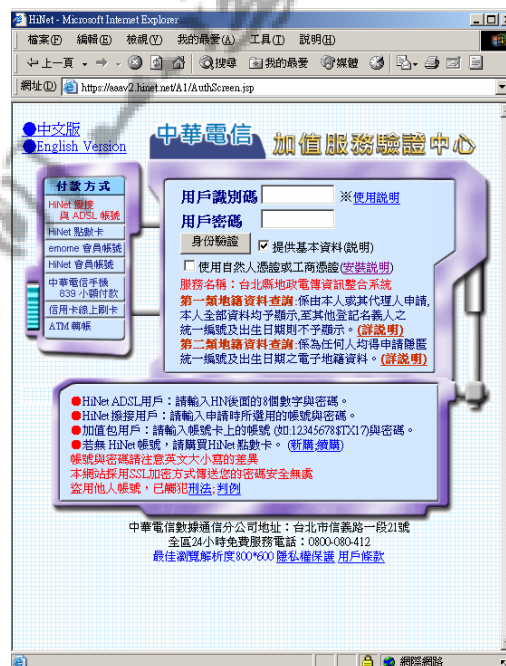 HiNet - Microsoft Internet Explorer
檔案(F) 編輯(E) 檢視(V) 我的最愛(A) 工具(T) 說明(H)
上一頁 搜尋 我的最愛 媒體
網址(D) https://aaav2.hinet.net/A1/AuthScreen.jsp
●中文版
●English Version
中華電信 加值服務驗證中心
付款方式
HiNet 撥接
與 ADSL 帳號
HiNet 點數卡
emome 會員帳號
HiNet 會員帳號
中華電信手機
839 小額付款
信用卡線上刷卡
ATM 轉帳
用戶識別碼 ※使用說明
用戶密碼
身份驗證 提供基本資料(說明)
使用自然人憑證或工商憑證(安裝說明)
服務名稱：台北縣地政電傳資訊整合系統
第一類地籍資料查詢:係由本人或其代理人申請,
本人全部資料均予顯示,至其他登記名義人之
統一編號及出生日期則不予顯示。(詳說明)
第二類地籍資料查詢:係為任何人均得申請隱匿
統一編號及出生日期之電子地籍資料。(詳說明)
●HiNet ADSL用戶：請輸入HN後面的8個數字與密碼。
●HiNet 撥接用戶：請輸入申請時所選用的帳號與密碼。
●加值包用戶：請輸入帳號卡上的帳號 (如:12345678$TX17)與密碼。
●若無 HiNet 帳號，請購買HiNet 點數卡。 (新購,續購)
帳號與密碼請注意英文大小寫的差異
本網站採用SSL加密方式傳送您的密碼安全無虞
盜用他人帳號，已觸犯刑法;判例
中華電信數據通信分公司地址：台北市信義路一段21號
全區24小時免費服務電話：0800-080-412
最佳瀏覽解析度800*600 隱私權保護 用戶條款
網際網路